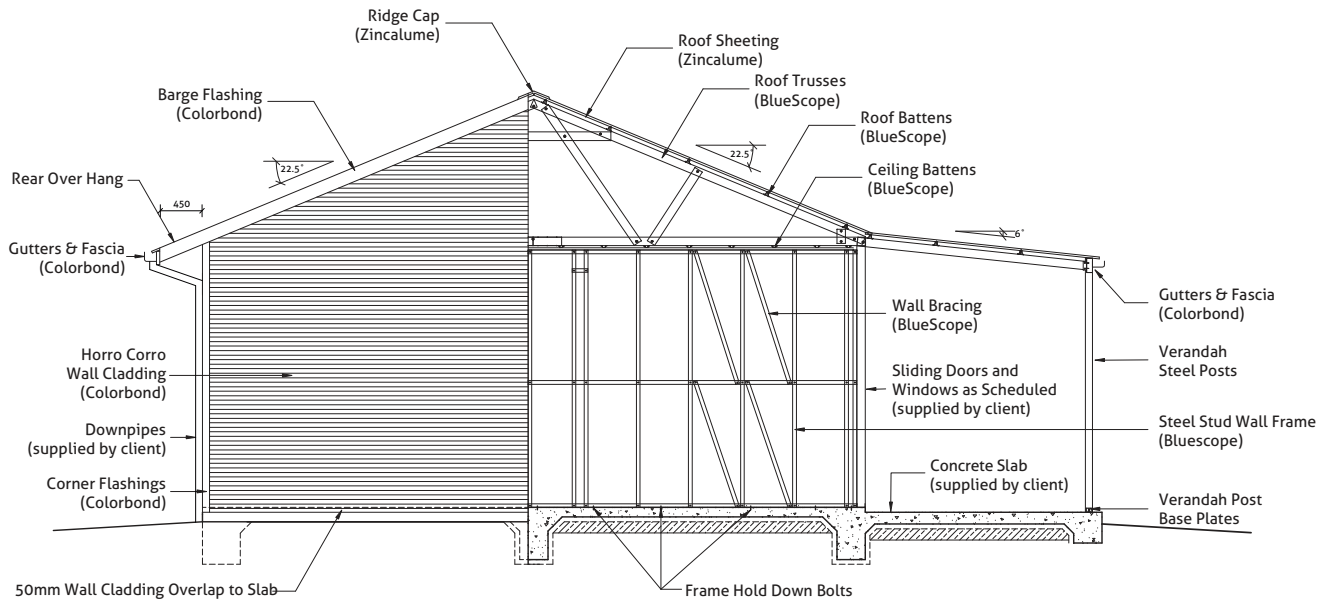 Ridge Cap
(Zincalume)
Roof Sheeting
(Zincalume)
Roof Trusses
(BlueScope)
Barge Flashing
(Colorbond)
Roof Battens
(BlueScope)
22.5°
22.5°
Ceiling Battens
(BlueScope)
Rear Over Hang
450
6°
Gutters & Fascia
(Colorbond)
Gutters & Fascia
(Colorbond)
Wall Bracing
(BlueScope)
Horro Corro
Wall Cladding
(Colorbond)
Verandah
Steel Posts
Sliding Doors and
Windows as Scheduled
(supplied by client)
Downpipes
(supplied by client)
Steel Stud Wall Frame
(Bluescope)
Corner Flashings
(Colorbond)
Concrete Slab
(supplied by client)
Verandah Post
Base Plates
50mm Wall Cladding Overlap to Slab
Frame Hold Down Bolts